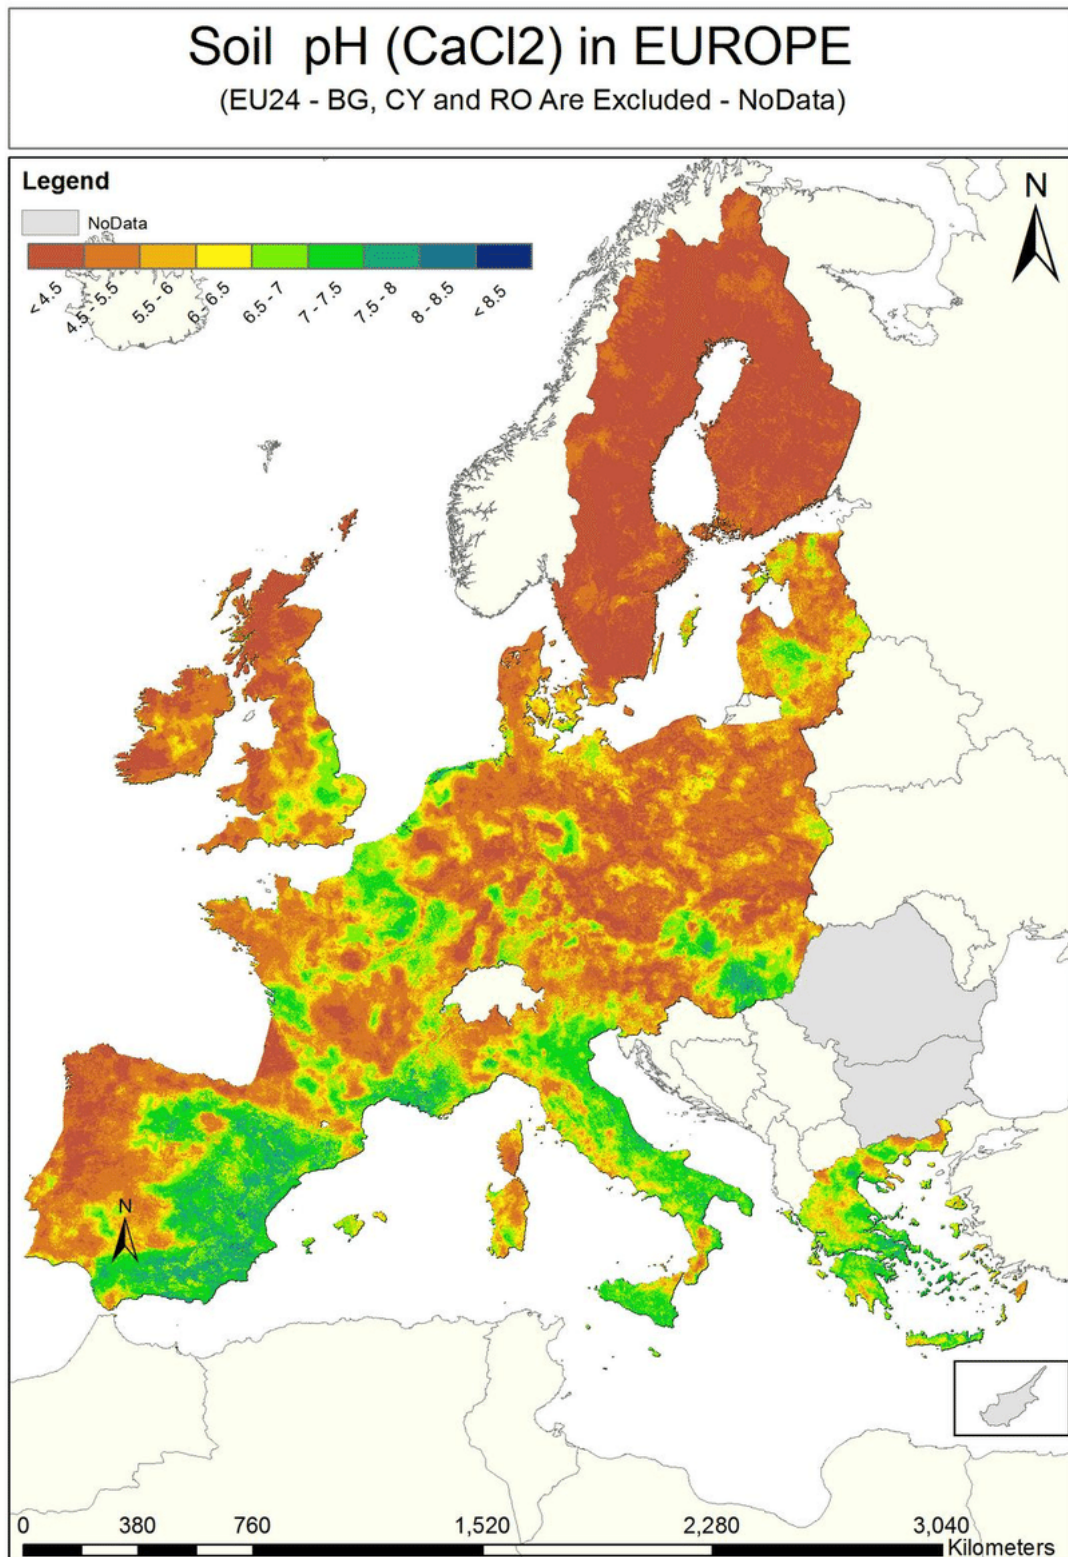 Soil pH (CaCl2) in EUROPE
(EU24 - BG, CY and RO Are Excluded - NoData)
Legend
NoData
< 4.5
4.5 - 5.5
5.5 - 6
6 - 6.5
6.5 - 7
7 - 7.5
7.5 - 8
8 - 8.5
< 8.5
N
N
0 380 760 1,520 2,280 3,040
Kilometers